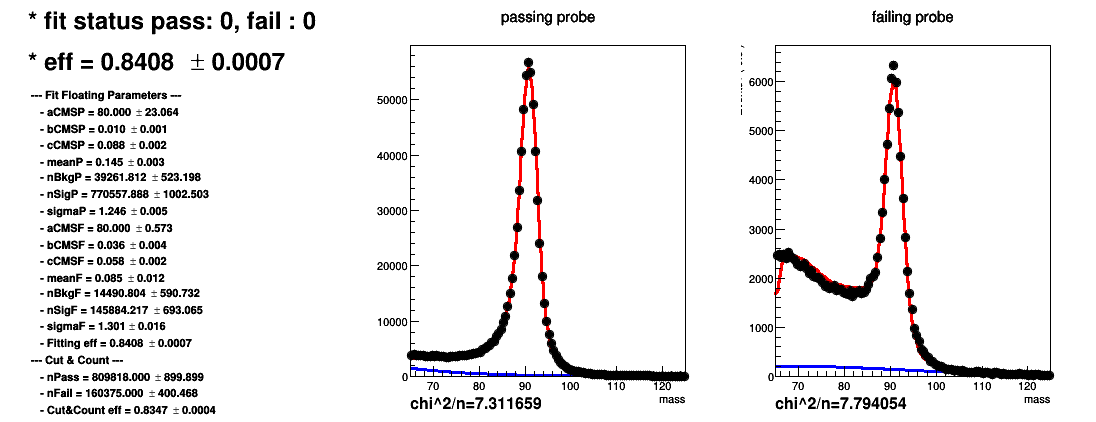 * fit status pass: 0, fail : 0
* eff = 0.8408 ± 0.0007
--- Fit Floating Parameters ---
- aCMSP = 80.000 ± 23.064
- bCMSP = 0.010 ± 0.001
- cCMSP = 0.088 ± 0.002
- meanP = 0.145 ± 0.003
- nBkgP = 39261.812 ± 523.198
- nSigP = 770557.888 ± 1002.503
- sigmaP = 1.246 ± 0.005
- aCMSF = 80.000 ± 0.573
- bCMSF = 0.036 ± 0.004
- cCMSF = 0.058 ± 0.002
- meanF = 0.085 ± 0.012
- nBkgF = 14490.804 ± 590.732
- nSigF = 145884.217 ± 693.065
- sigmaF = 1.301 ± 0.016
- Fitting eff = 0.8408 ± 0.0007
--- Cut & Count ---
- nPass = 809818.000 ± 899.899
- nFail = 160375.000 ± 400.468
- Cut&Count eff = 0.8347 ± 0.0004
passing probe
50000
40000
30000
20000
10000
0
70 80 90 100 110 120
mass
chi^2/n=7.311659
failing probe
6000
5000
4000
3000
2000
1000
0
70 80 90 100 110 120
mass
chi^2/n=7.794054